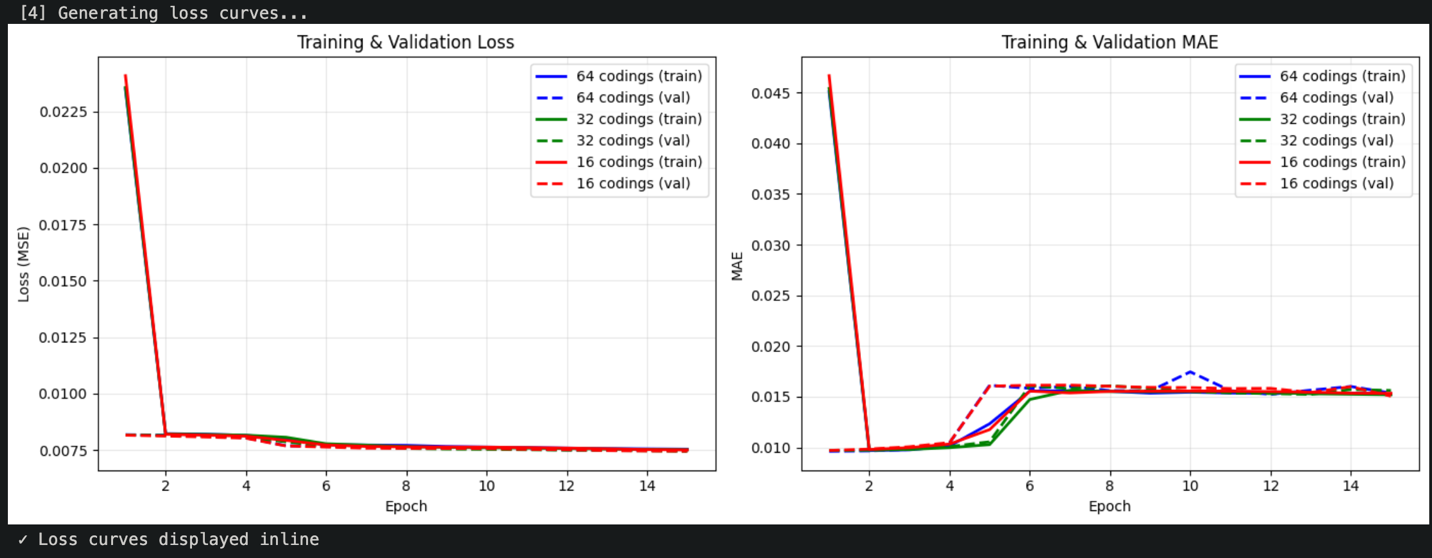 [4] Generating loss curves...
Training & Validation Loss
Loss (MSE)
0.0225
0.0200
0.0175
0.0150
0.0125
0.0100
0.0075
64 codings (train)
64 codings (val)
32 codings (train)
32 codings (val)
16 codings (train)
16 codings (val)
2 4 6 8 10 12 14
Epoch
Training & Validation MAE
MAE
0.045
0.040
0.035
0.030
0.025
0.020
0.015
0.010
64 codings (train)
64 codings (val)
32 codings (train)
32 codings (val)
16 codings (train)
16 codings (val)
2 4 6 8 10 12 14
Epoch
✓ Loss curves displayed inline